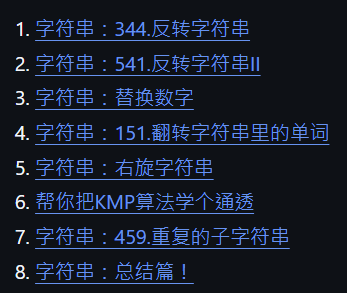 1. 字符串：344.反转字符串
2. 字符串：541.反转字符串II
3. 字符串：替换数字
4. 字符串：151.翻转字符串里的单词
5. 字符串：右旋字符串
6. 帮你把KMP算法学个通透
7. 字符串：459.重复的子字符串
8. 字符串：总结篇！